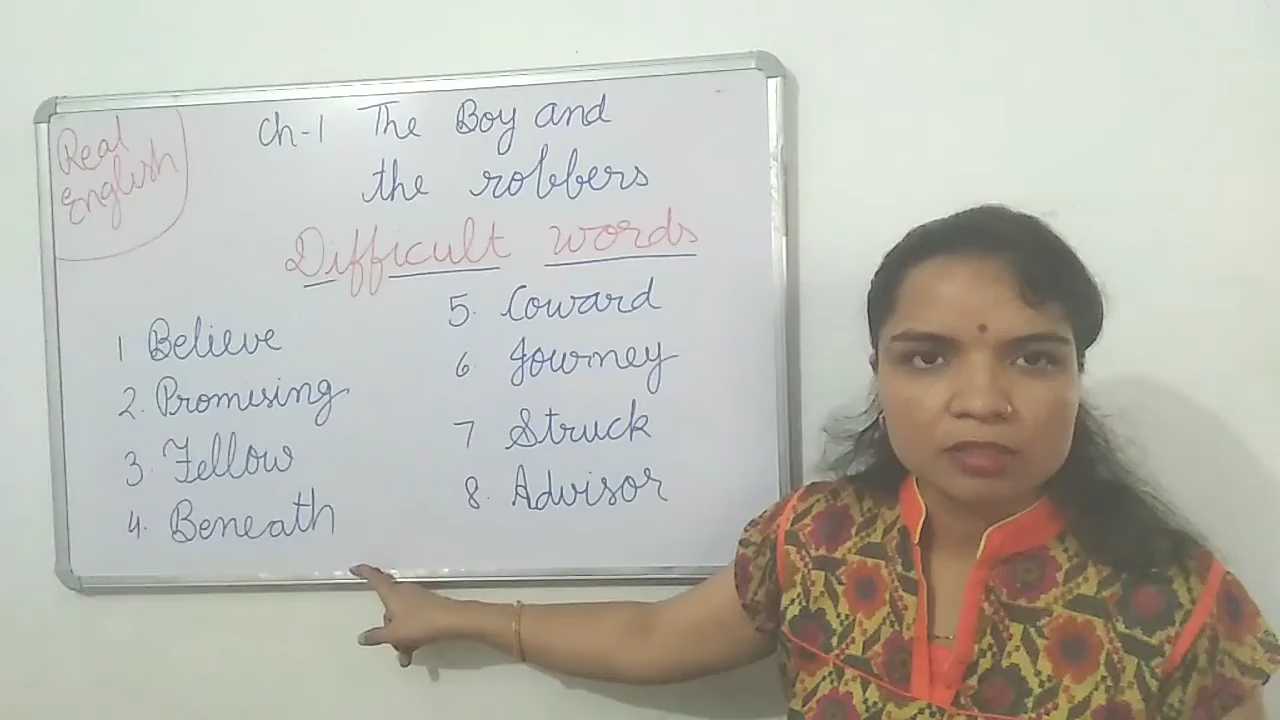 Real
English
Ch-1 The Boy and
the robbers
Difficult words
1 Believe
2. Promising
3. Fellow
4. Beneath
5. Coward
6 Journey
7 Struck
8. Advisor